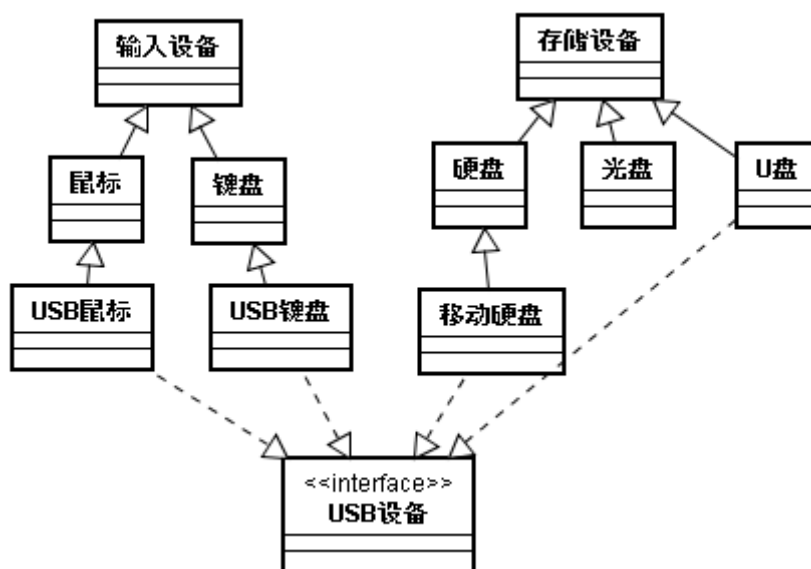 输入设备
存储设备
鼠标
键盘
硬盘
光盘
U盘
USB鼠标
USB键盘
移动硬盘
<<interface>>
USB设备